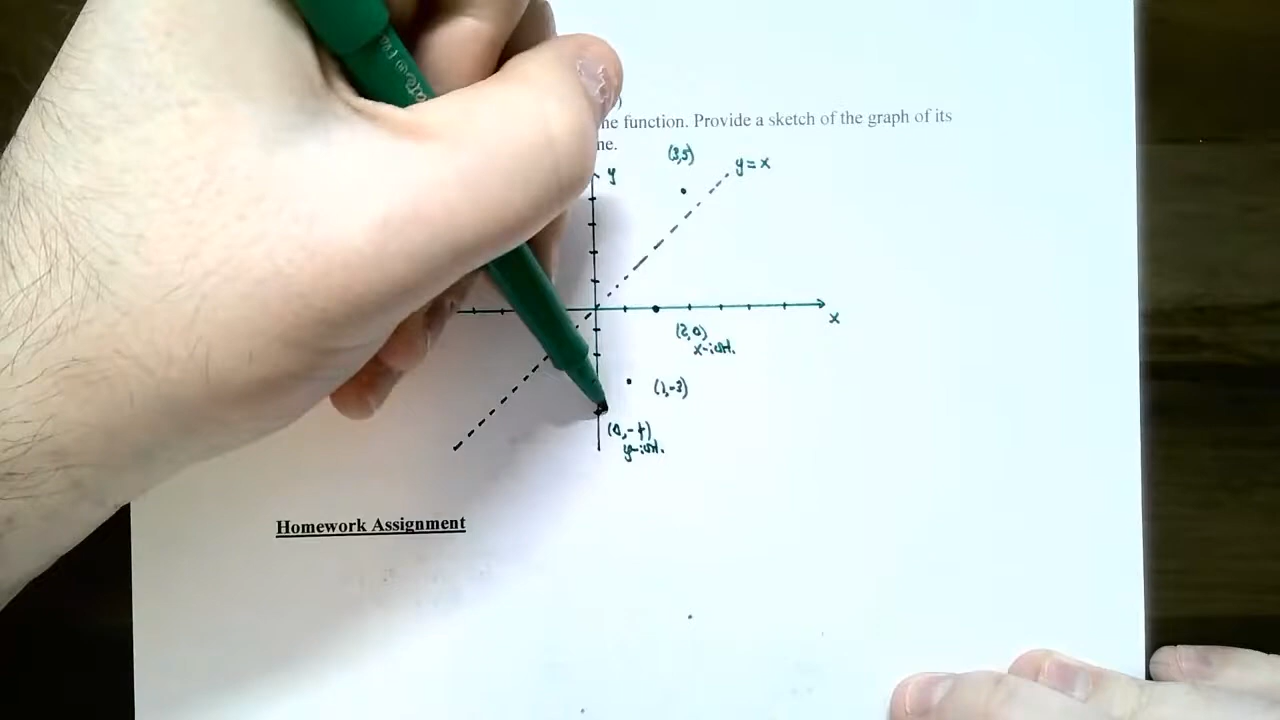 he function. Provide a sketch of the graph of its
ne.
(3,5)
y = x
y
x
(2,0)
x-int.
(1,-3)
(0,-4)
y-int.
Homework Assignment